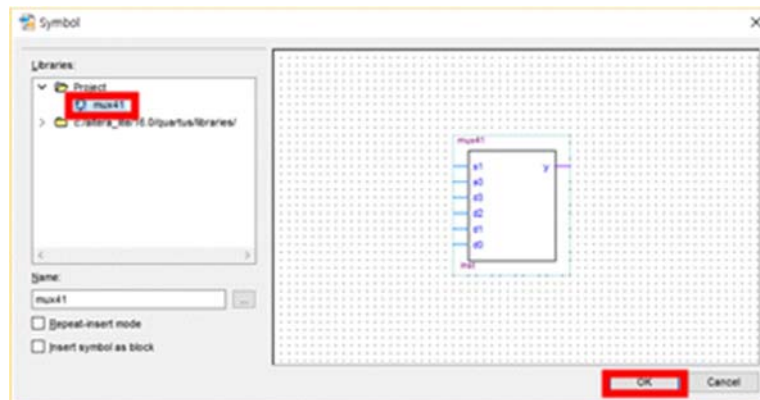 Symbol
Libraries:
Project
mux41
c:/altera_lite/16.0/quartus/libraries/
Name:
mux41
...
Repeat-insert mode
Insert symbol as block
mux41
s1
y
s0
d3
d2
d1
d0
inst
OK
Cancel